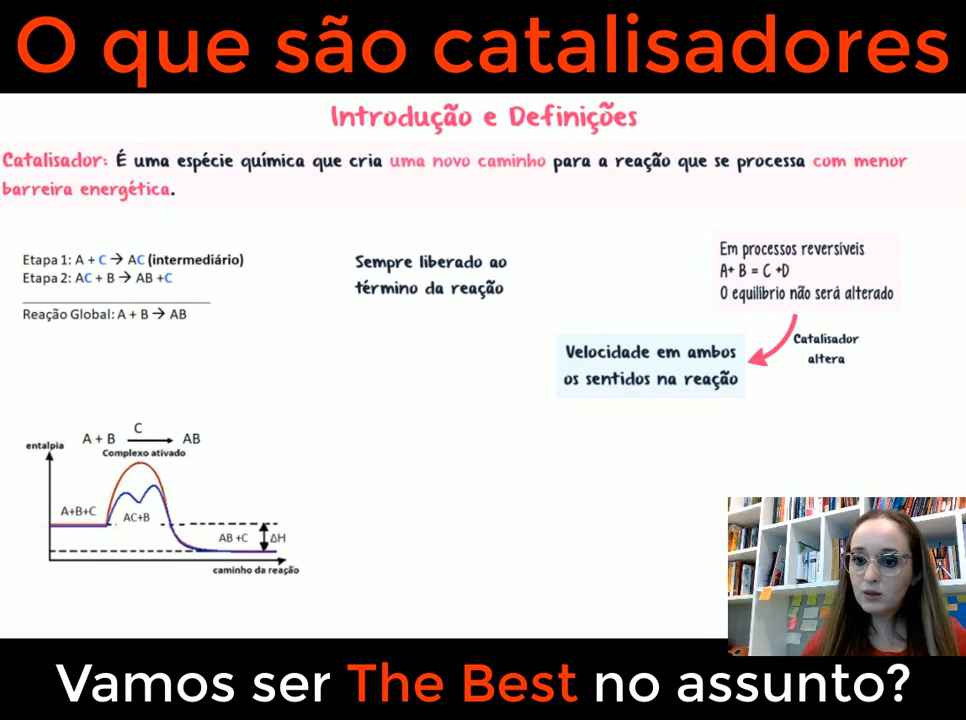 O que são catalisadores
Introdução e Definições
Catalisador: É uma espécie química que cria uma novo caminho para a reação que se processa com menor
barreira energética.
Etapa 1: A + C → AC (intermediário)
Etapa 2: AC + B → AB +C
Reação Global: A + B → AB
Sempre liberado ao
término da reação
Em processos reversíveis
A+ B = C +D
O equilíbrio não será alterado
Catalisador
altera
Velocidade em ambos
os sentidos na reação
C
A + B → AB
entalpia
Complexo ativado
A+B+C
AC+B
AB +C
ΔH
caminho da reação
Vamos ser The Best no assunto?